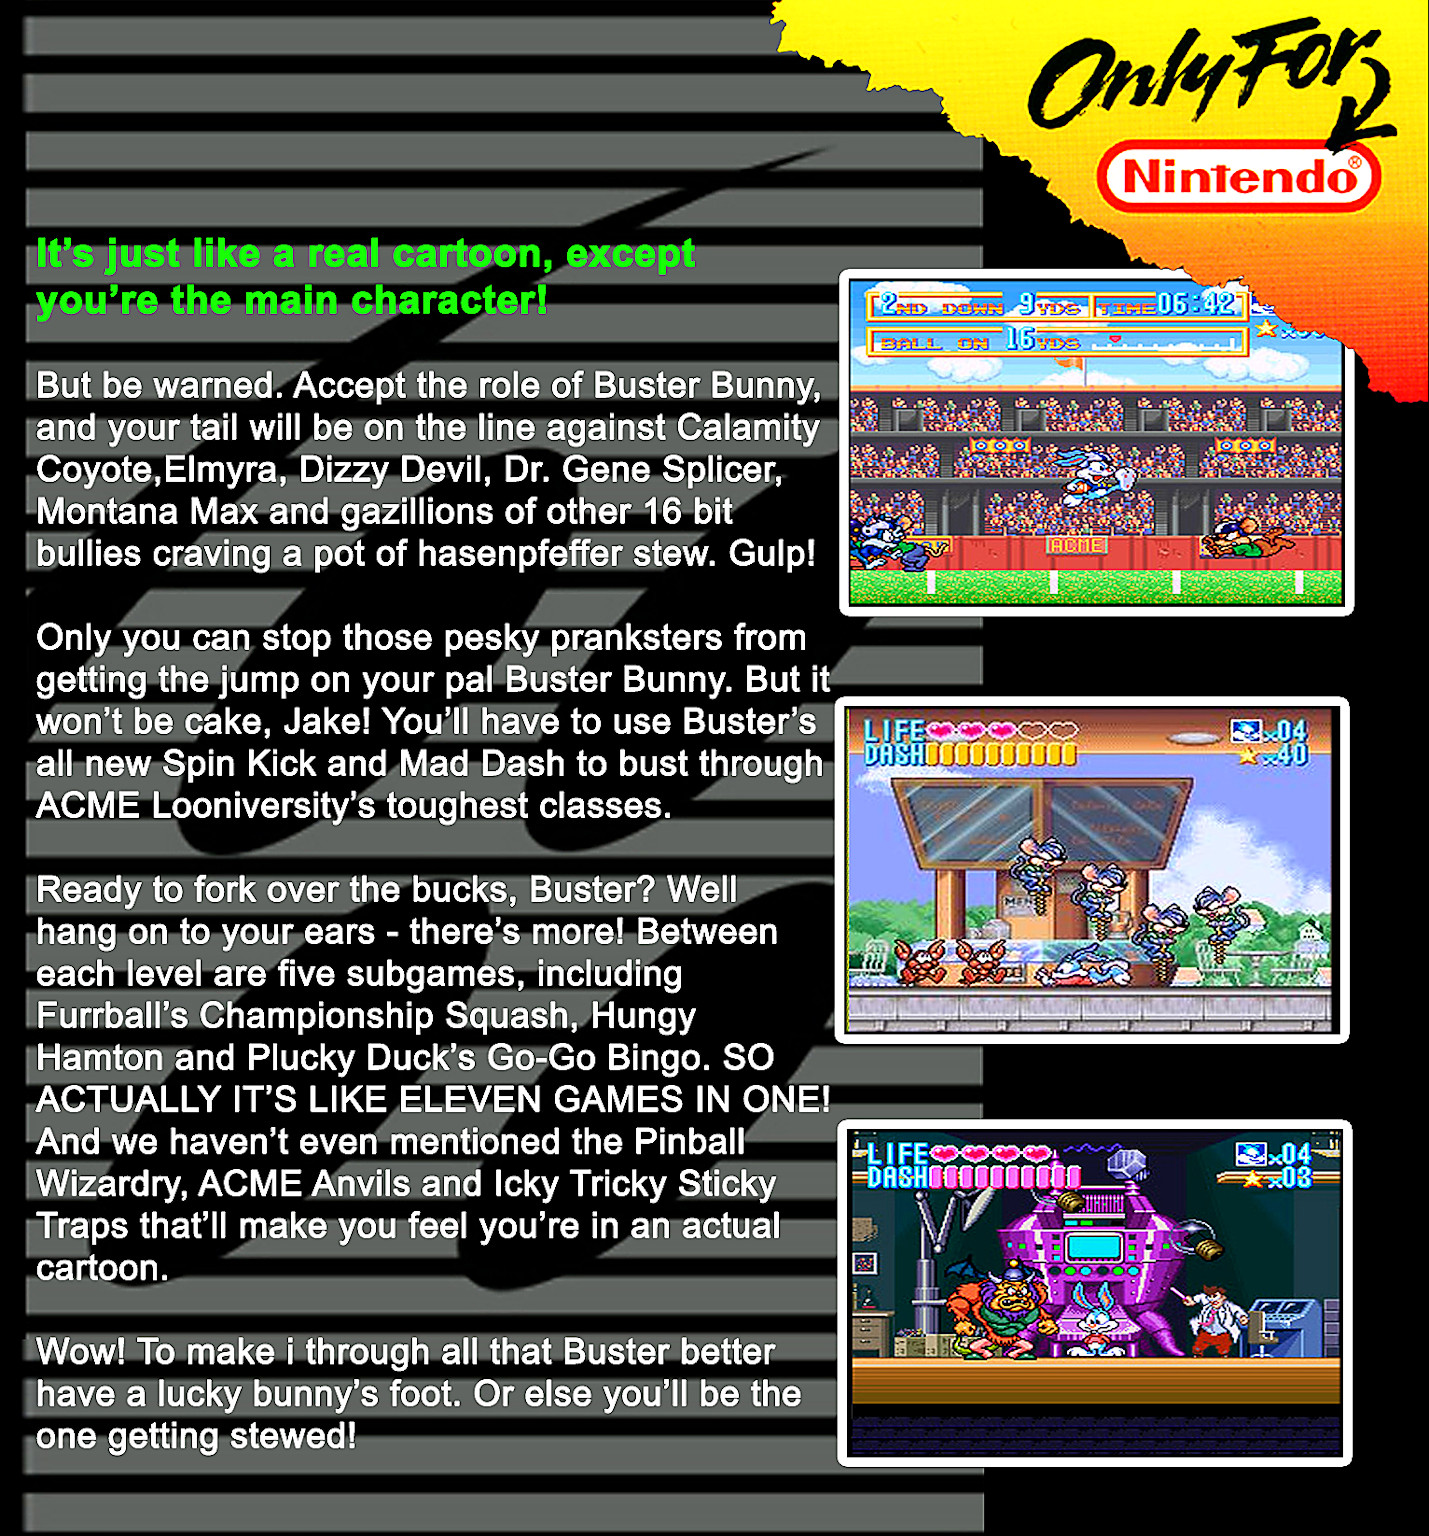 Only For
Nintendo®
It's just like a real cartoon, except
you're the main character!
But be warned. Accept the role of Buster Bunny,
and your tail will be on the line against Calamity
Coyote,Elmyra, Dizzy Devil, Dr. Gene Splicer,
Montana Max and gazillions of other 16 bit
bullies craving a pot of hasenpfeffer stew. Gulp!
Only you can stop those pesky pranksters from
getting the jump on your pal Buster Bunny. But it
won't be cake, Jake! You'll have to use Buster's
all new Spin Kick and Mad Dash to bust through
ACME Looniversity's toughest classes.
Ready to fork over the bucks, Buster? Well
hang on to your ears - there's more! Between
each level are five subgames, including
Furrball's Championship Squash, Hungy
Hamton and Plucky Duck's Go-Go Bingo. SO
ACTUALLY IT'S LIKE ELEVEN GAMES IN ONE!
And we haven't even mentioned the Pinball
Wizardry, ACME Anvils and Icky Tricky Sticky
Traps that'll make you feel you're in an actual
cartoon.
Wow! To make i through all that Buster better
have a lucky bunny's foot. Or else you'll be the
one getting stewed!
2ND DOWN 9YDS TIME 06:42
BALL ON 16YDS
ACME
LIFE x04
DASH x40
MEN
LIFE x04
DASH x03